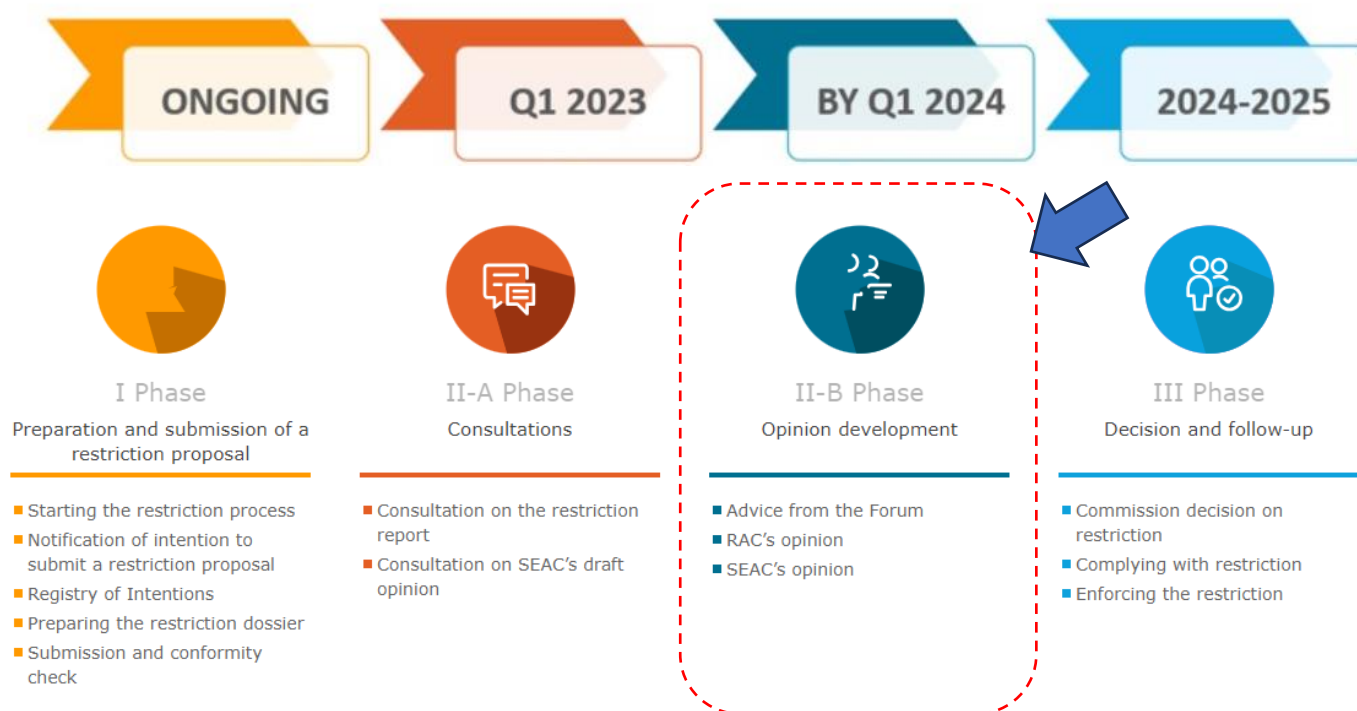 ONGOING
Q1 2023
BY Q1 2024
2024-2025
I Phase
Preparation and submission of a
restriction proposal
Starting the restriction process
Notification of intention to
submit a restriction proposal
Registry of Intentions
Preparing the restriction dossier
Submission and conformity
check
II-A Phase
Consultations
Consultation on the restriction
report
Consultation on SEAC's draft
opinion
II-B Phase
Opinion development
Advice from the Forum
RAC's opinion
SEAC's opinion
III Phase
Decision and follow-up
Commission decision on
restriction
Complying with restriction
Enforcing the restriction